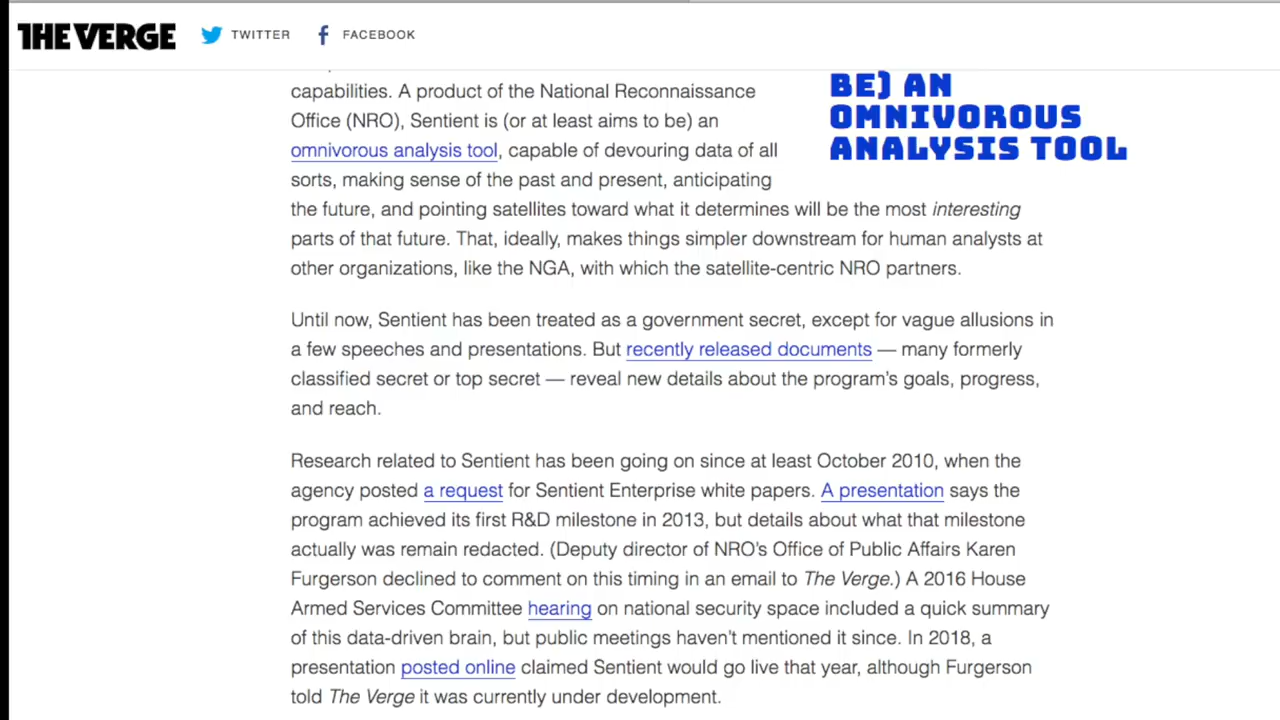 THE VERGE TWITTER FACEBOOK
capabilities. A product of the National Reconnaissance
Office (NRO), Sentient is (or at least aims to be) an
omnivorous analysis tool, capable of devouring data of all
sorts, making sense of the past and present, anticipating
BE) AN
OMNIVOROUS
ANALYSIS TOOL
the future, and pointing satellites toward what it determines will be the most interesting
parts of that future. That, ideally, makes things simpler downstream for human analysts at
other organizations, like the NGA, with which the satellite-centric NRO partners.
Until now, Sentient has been treated as a government secret, except for vague allusions in
a few speeches and presentations. But recently released documents — many formerly
classified secret or top secret — reveal new details about the program's goals, progress,
and reach.
Research related to Sentient has been going on since at least October 2010, when the
agency posted a request for Sentient Enterprise white papers. A presentation says the
program achieved its first R&D milestone in 2013, but details about what that milestone
actually was remain redacted. (Deputy director of NRO's Office of Public Affairs Karen
Furgerson declined to comment on this timing in an email to The Verge.) A 2016 House
Armed Services Committee hearing on national security space included a quick summary
of this data-driven brain, but public meetings haven't mentioned it since. In 2018, a
presentation posted online claimed Sentient would go live that year, although Furgerson
told The Verge it was currently under development.